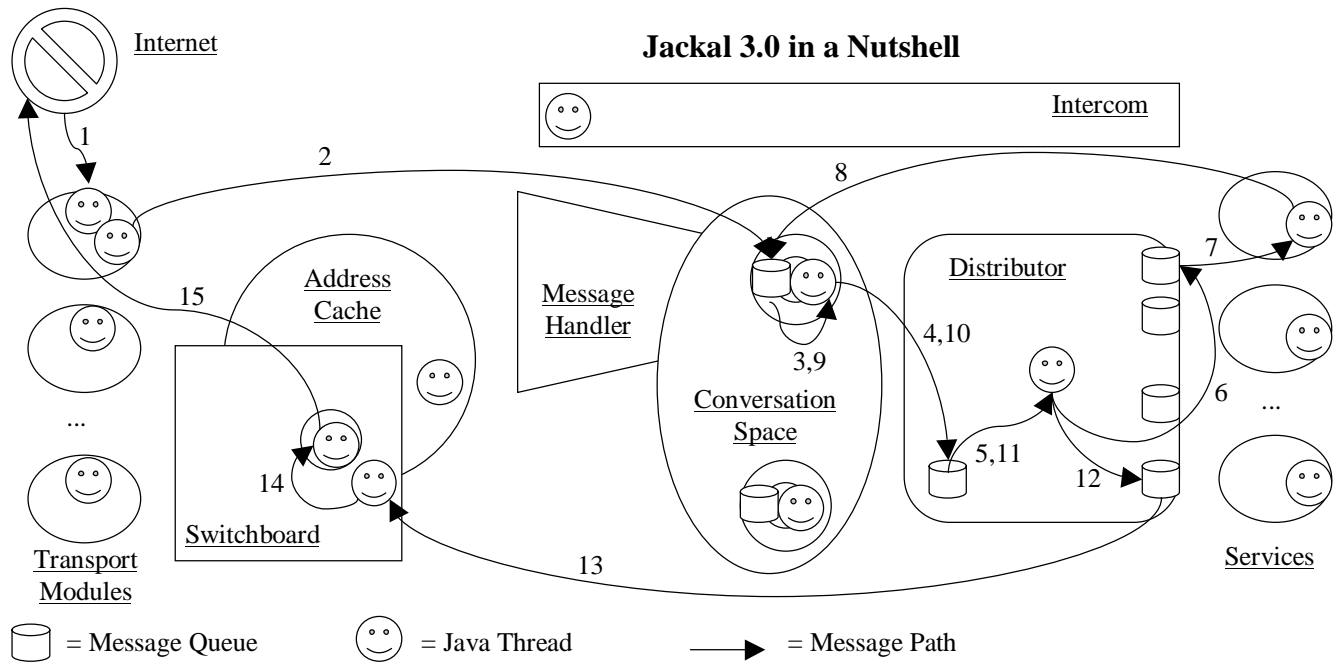 Jackal 3.0 in a Nutshell
Internet
Intercom
1
2
8
7
15
Address
Cache
Message
Handler
Distributor
4,10
3,9
6
Conversation
Space
...
...
5,11
12
14
Switchboard
13
Transport
Modules
Services
= Message Queue
= Java Thread
= Message Path